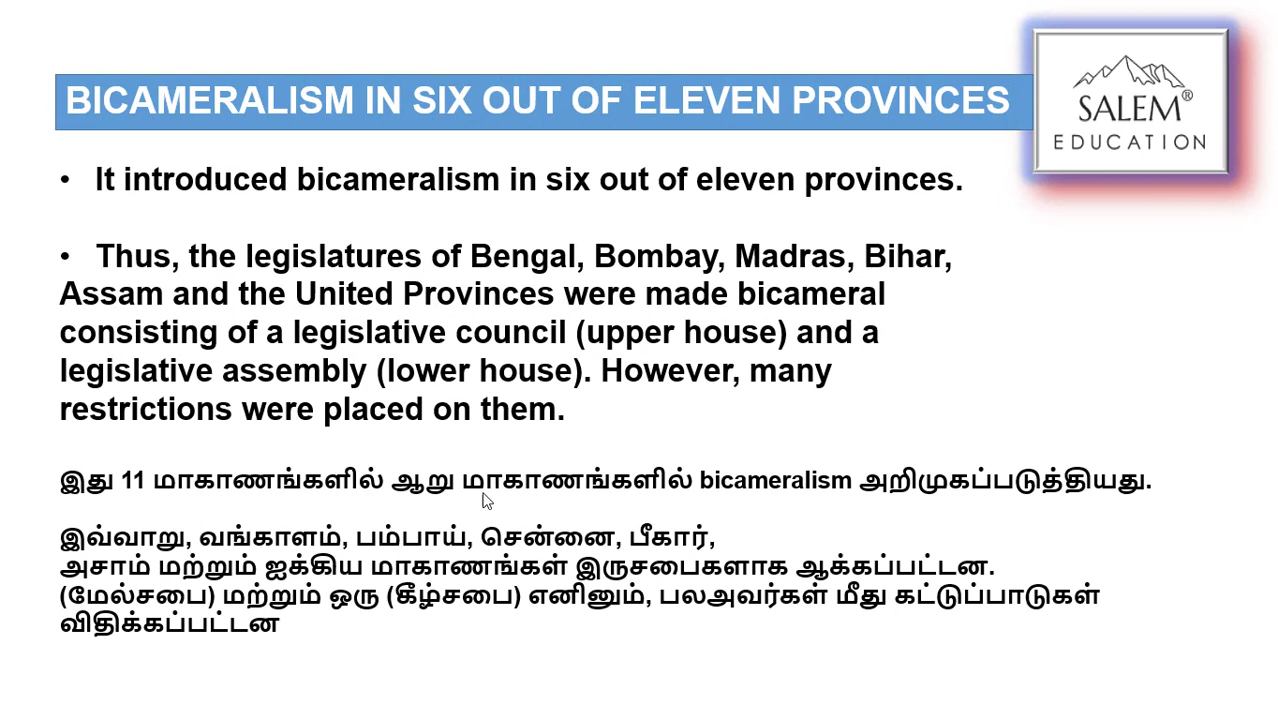 BICAMERALISM IN SIX OUT OF ELEVEN PROVINCES
SALEM®
EDUCATION
• It introduced bicameralism in six out of eleven provinces.
• Thus, the legislatures of Bengal, Bombay, Madras, Bihar,
Assam and the United Provinces were made bicameral
consisting of a legislative council (upper house) and a
legislative assembly (lower house). However, many
restrictions were placed on them.
இது 11 மாகாணங்களில் ஆறு மாகாணங்களில் bicameralism அறிமுகப்படுத்தியது.
இவ்வாறு, வங்காளம், பம்பாய், சென்னை, பீகார்,
அசாம் மற்றும் ஐக்கிய மாகாணங்கள் இருசபைகளாக ஆக்கப்பட்டன.
(மேல்சபை) மற்றும் ஒரு (கீழ்சபை) எனினும், பலஅவர்கள் மீது கட்டுப்பாடுகள்
விதிக்கப்பட்டன